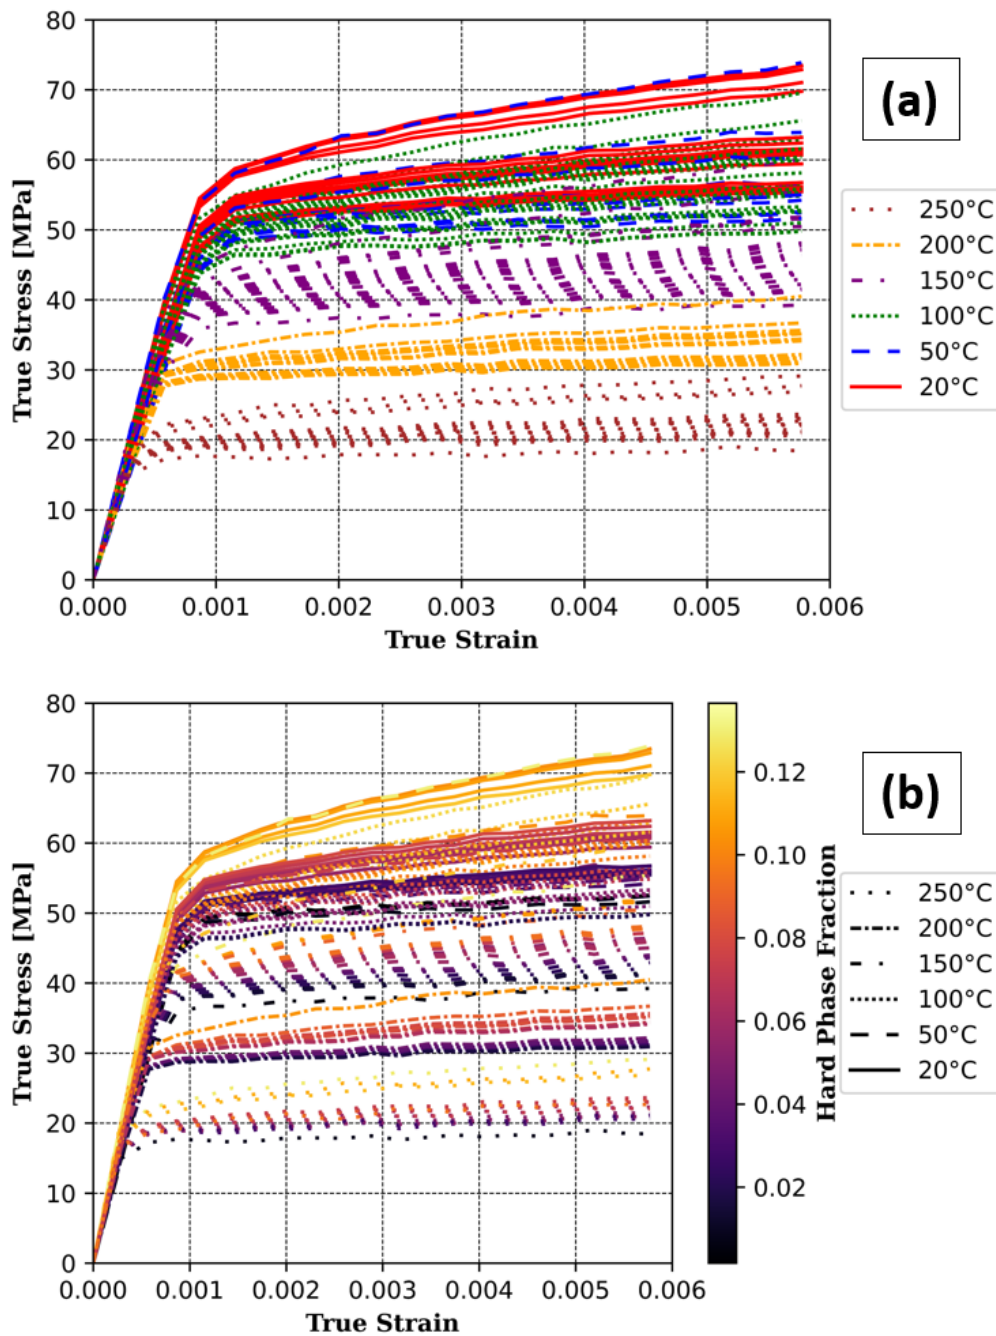 80
70
60
50
40
30
20
10
0
True Stress [MPa]
0.000 0.001 0.002 0.003 0.004 0.005 0.006
True Strain
(a)
250°C
200°C
150°C
100°C
50°C
20°C
80
70
60
50
40
30
20
10
0
True Stress [MPa]
0.000 0.001 0.002 0.003 0.004 0.005 0.006
True Strain
0.12
0.10
0.08
0.06
0.04
0.02
Hard Phase Fraction
(b)
250°C
200°C
150°C
100°C
50°C
20°C